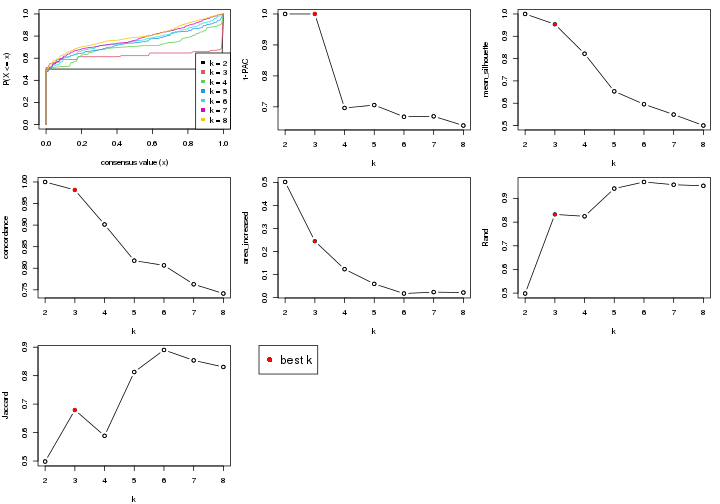 P(X <= x)
0.0 0.2 0.4 0.6 0.8 1.0
k = 2
k = 3
k = 4
k = 5
k = 6
k = 7
k = 8
0.0 0.2 0.4 0.6 0.8 1.0
consensus value (x)
1-PAC
0.7 0.8 0.9 1.0
2 3 4 5 6 7 8
k
mean_silhouette
0.5 0.6 0.7 0.8 0.9 1.0
2 3 4 5 6 7 8
k
concordance
0.75 0.80 0.85 0.90 0.95 1.00
2 3 4 5 6 7 8
k
area_increased
0.0 0.1 0.2 0.3 0.4 0.5
2 3 4 5 6 7 8
k
Rand
0.5 0.6 0.7 0.8 0.9
2 3 4 5 6 7 8
k
Jaccard
0.5 0.6 0.7 0.8 0.9
2 3 4 5 6 7 8
k
best k